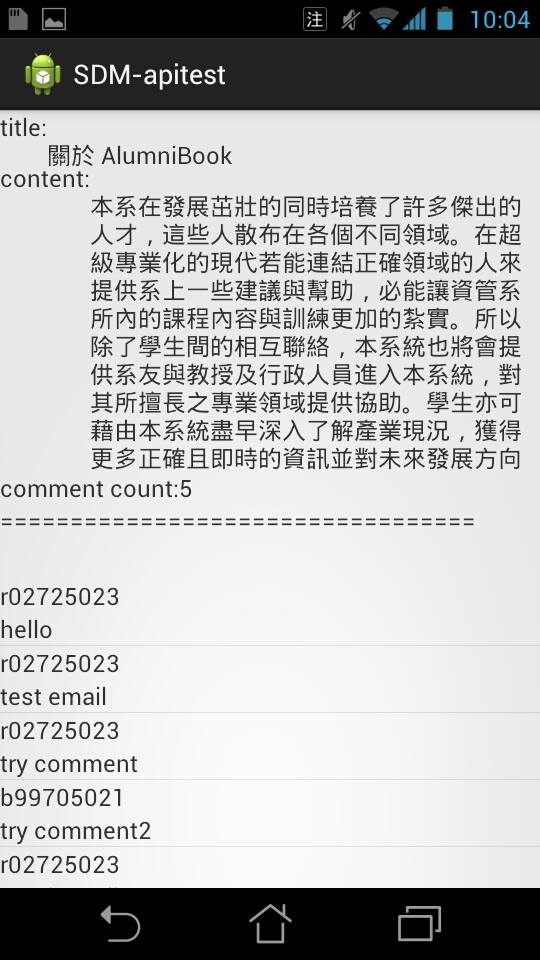 注 10:04
SDM-apitest
title:
關於 AlumniBook
content:
本系在發展茁壯的同時培養了許多傑出的
人才，這些人散布在各個不同領域。在超
級專業化的現代若能連結正確領域的人來
提供系上一些建議與幫助，必能讓資管系
所內的課程內容與訓練更加的紮實。所以
除了學生間的相互聯絡，本系統也將會提
供系友與教授及行政人員進入本系統，對
其所擅長之專業領域提供協助。學生亦可
藉由本系統盡早深入了解產業現況，獲得
更多正確且即時的資訊並對未來發展方向
comment count:5
==================================
r02725023
hello
r02725023
test email
r02725023
try comment
b99705021
try comment2
r02725023